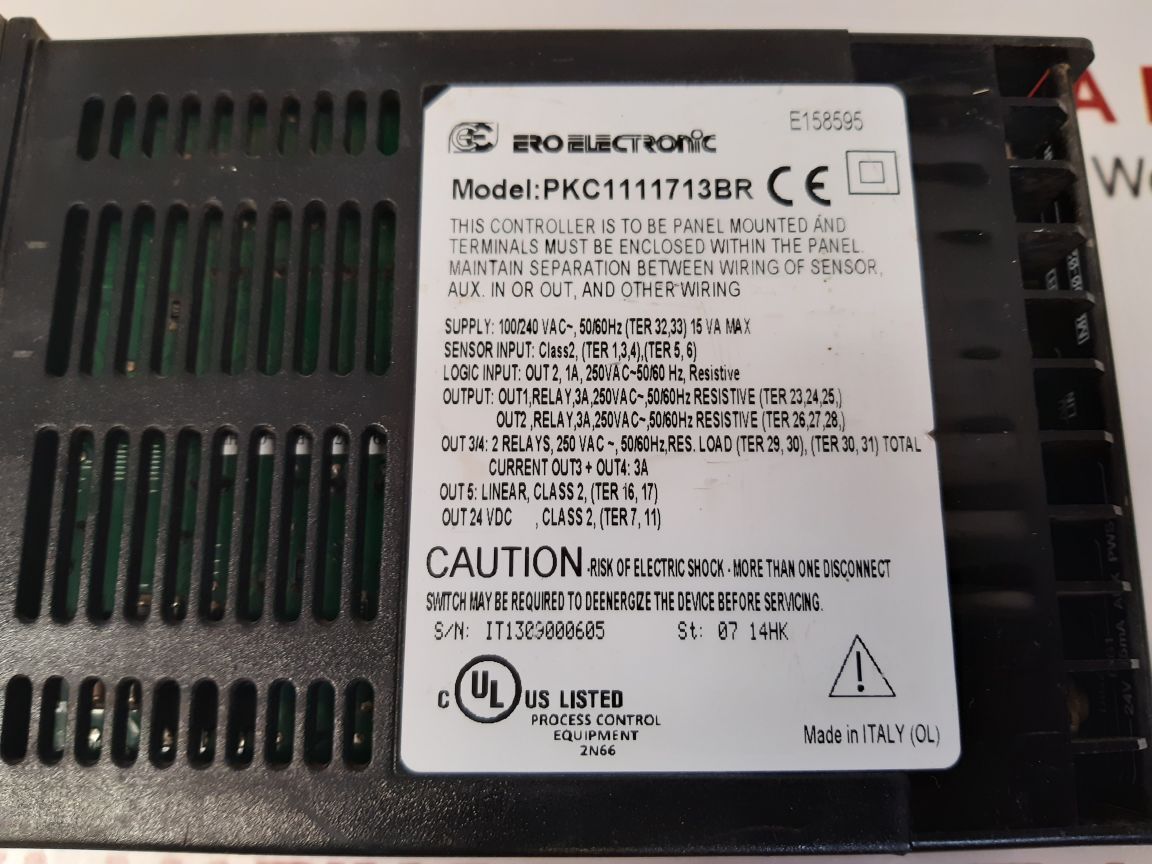 ERO ELECTRONIC
E158595
Model:PKC1111713BR CE
THIS CONTROLLER IS TO BE PANEL MOUNTED AND
TERMINALS MUST BE ENCLOSED WITHIN THE PANEL.
MAINTAIN SEPARATION BETWEEN WIRING OF SENSOR,
AUX. IN OR OUT, AND OTHER WIRING
SUPPLY: 100/240 VAC~, 50/60Hz (TER 32,33) 15 VA MAX
SENSOR INPUT: Class2, (TER 1,3,4),(TER 5, 6)
LOGIC INPUT: OUT 2, 1A, 250VAC~50/60 Hz, Resistive
OUTPUT: OUT1,RELAY,3A,250VAC~,50/60Hz RESISTIVE (TER 23,24,25,)
OUT2 ,RELAY,3A,250VAC~,50/60Hz RESISTIVE (TER 26,27,28,)
OUT 3/4: 2 RELAYS, 250 VAC ~, 50/60Hz,RES. LOAD (TER 29, 30), (TER 30, 31) TOTAL
CURRENT OUT3 + OUT4: 3A
OUT 5: LINEAR, CLASS 2, (TER 16, 17)
OUT 24 VDC , CLASS 2, (TER 7, 11)
CAUTION -RISK OF ELECTRIC SHOCK - MORE THAN ONE DISCONNECT
SWITCH MAY BE REQUIRED TO DEENERGIZE THE DEVICE BEFORE SERVICING.
S/N: IT1309000605 St: 07 14HK
C UL US LISTED
PROCESS CONTROL
EQUIPMENT
2N66
Made in ITALY (OL)